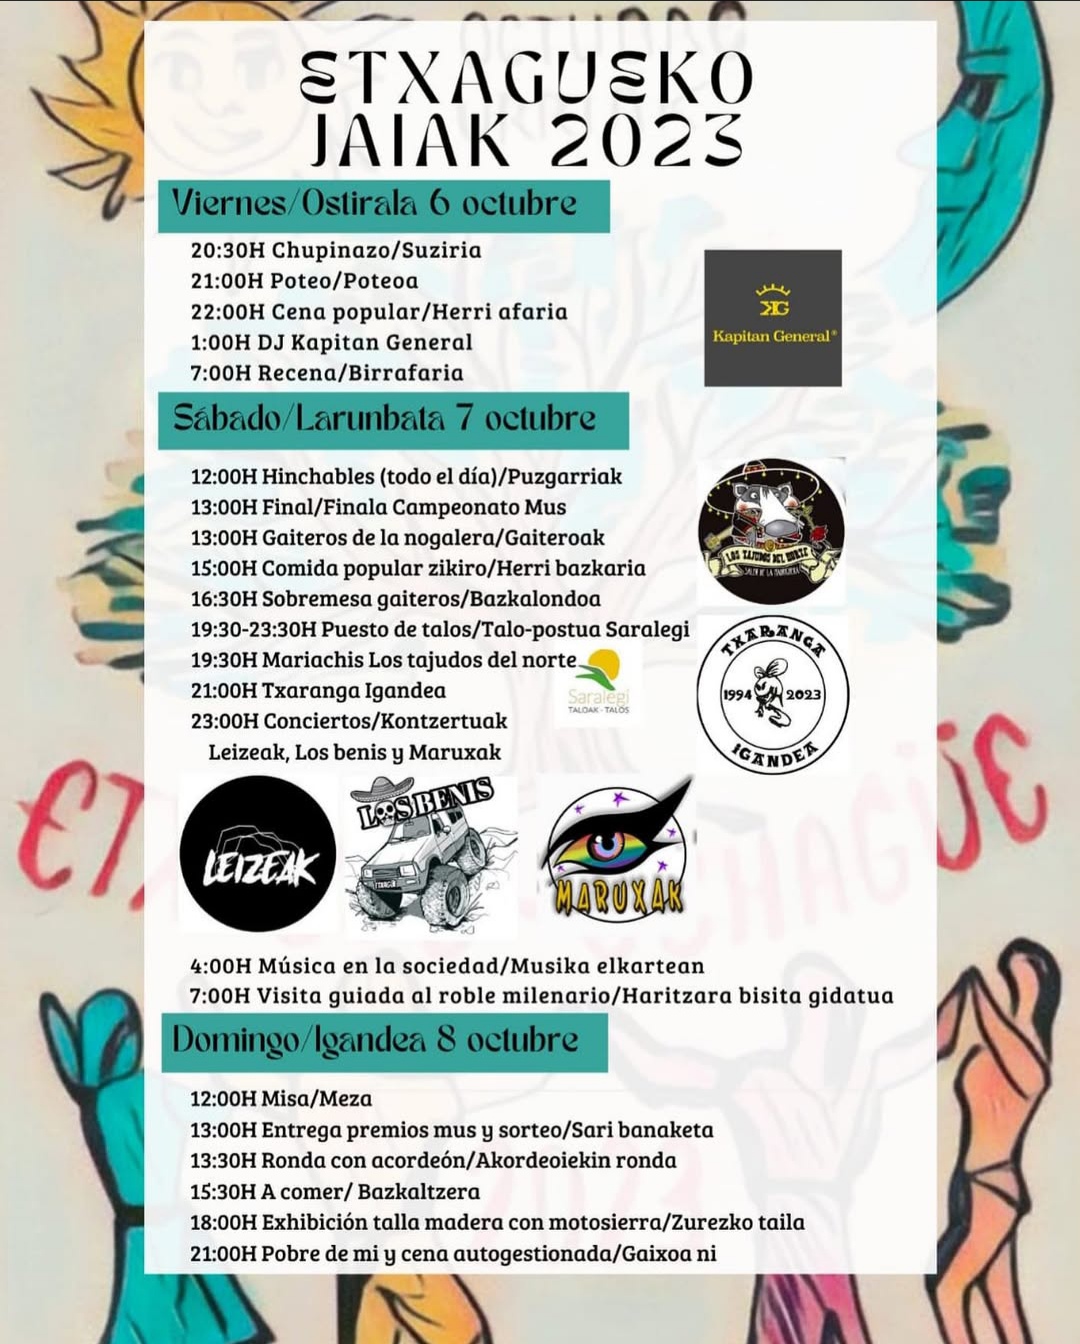 ETXAGUEKO
JAIAK 2023
Viernes/Ostirala 6 octubre
20:30H Chupinazo/Suziria
21:00H Poteo/Poteoa
22:00H Cena popular/Herri afaria
1:00H DJ Kapitan General
7:00H Recena/Birrafaria
KG
Kapitan General®
Sábado/Larunbata 7 octubre
12:00H Hinchables (todo el día)/Puzgarriak
13:00H Final/Finala Campeonato Mus
13:00H Gaiteros de la nogalera/Gaiteroak
15:00H Comida popular zikiro/Herri bazkaria
16:30H Sobremesa gaiteros/Bazkalondoa
19:30-23:30H Puesto de talos/Talo-postua Saralegi
19:30H Mariachis Los tajudos del norte
21:00H Txaranga Igandea
23:00H Conciertos/Kontzertuak
Leizeak, Los benis y Maruxak
LOS TAJUDOS DEL NORTE
Saralegi
TALOAK - TALOS
TXARANGA
1994 2023
IGANDEA
LEIZEAK
LOS BENIS
ETXAGÜE
MARUXAK
4:00H Música en la sociedad/Musika elkartean
7:00H Visita guiada al roble milenario/Haritzara bisita gidatua
Domingo/Igandea 8 octubre
12:00H Misa/Meza
13:00H Entrega premios mus y sorteo/Sari banaketa
13:30H Ronda con acordeón/Akordeoiekin ronda
15:30H A comer/ Bazkaltzera
18:00H Exhibición talla madera con motosierra/Zurezko taila
21:00H Pobre de mi y cena autogestionada/Gaixoa ni